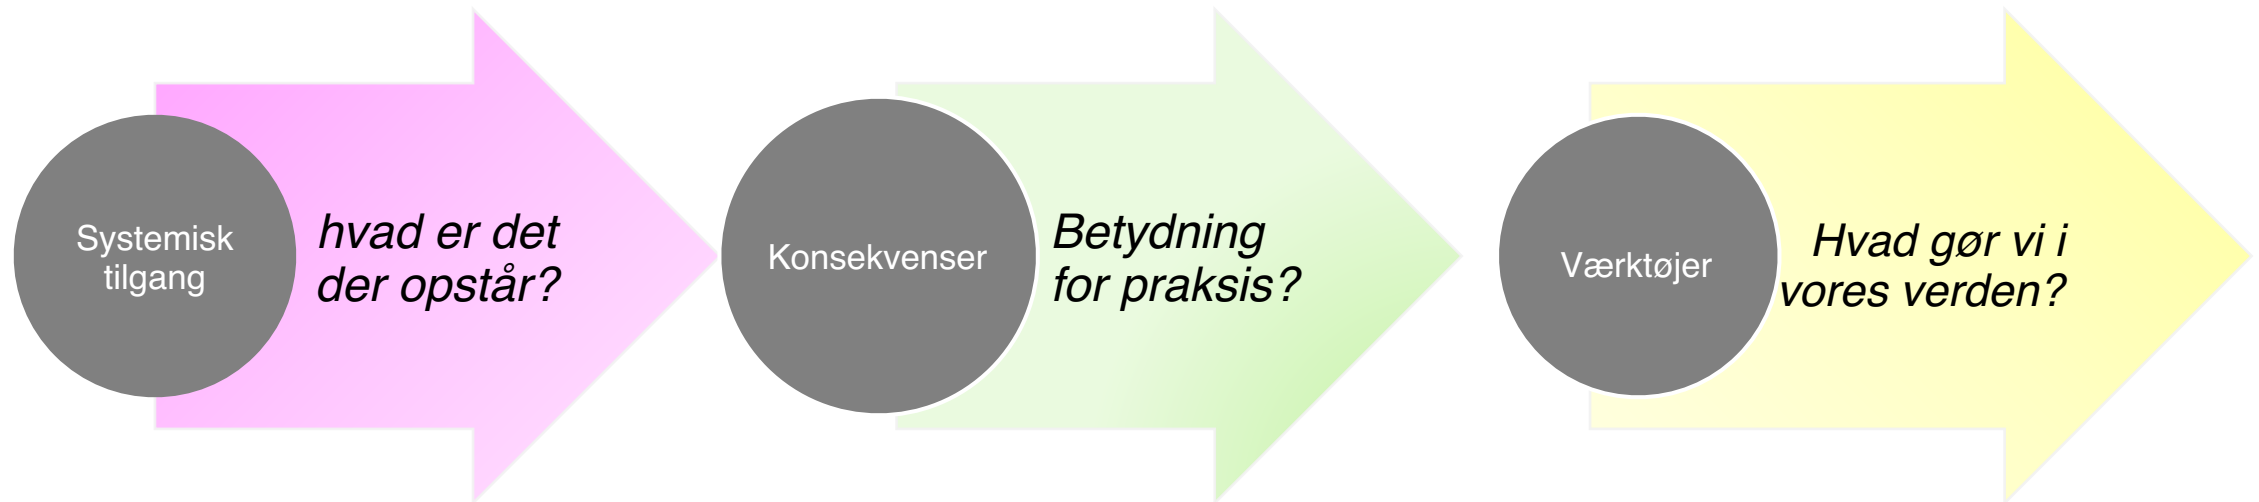 Systemisk
tilgang
hvad er det
der opstår?
Konsekvenser
Betydning
for praksis?
Værktøjer
Hvad gør vi i
vores verden?